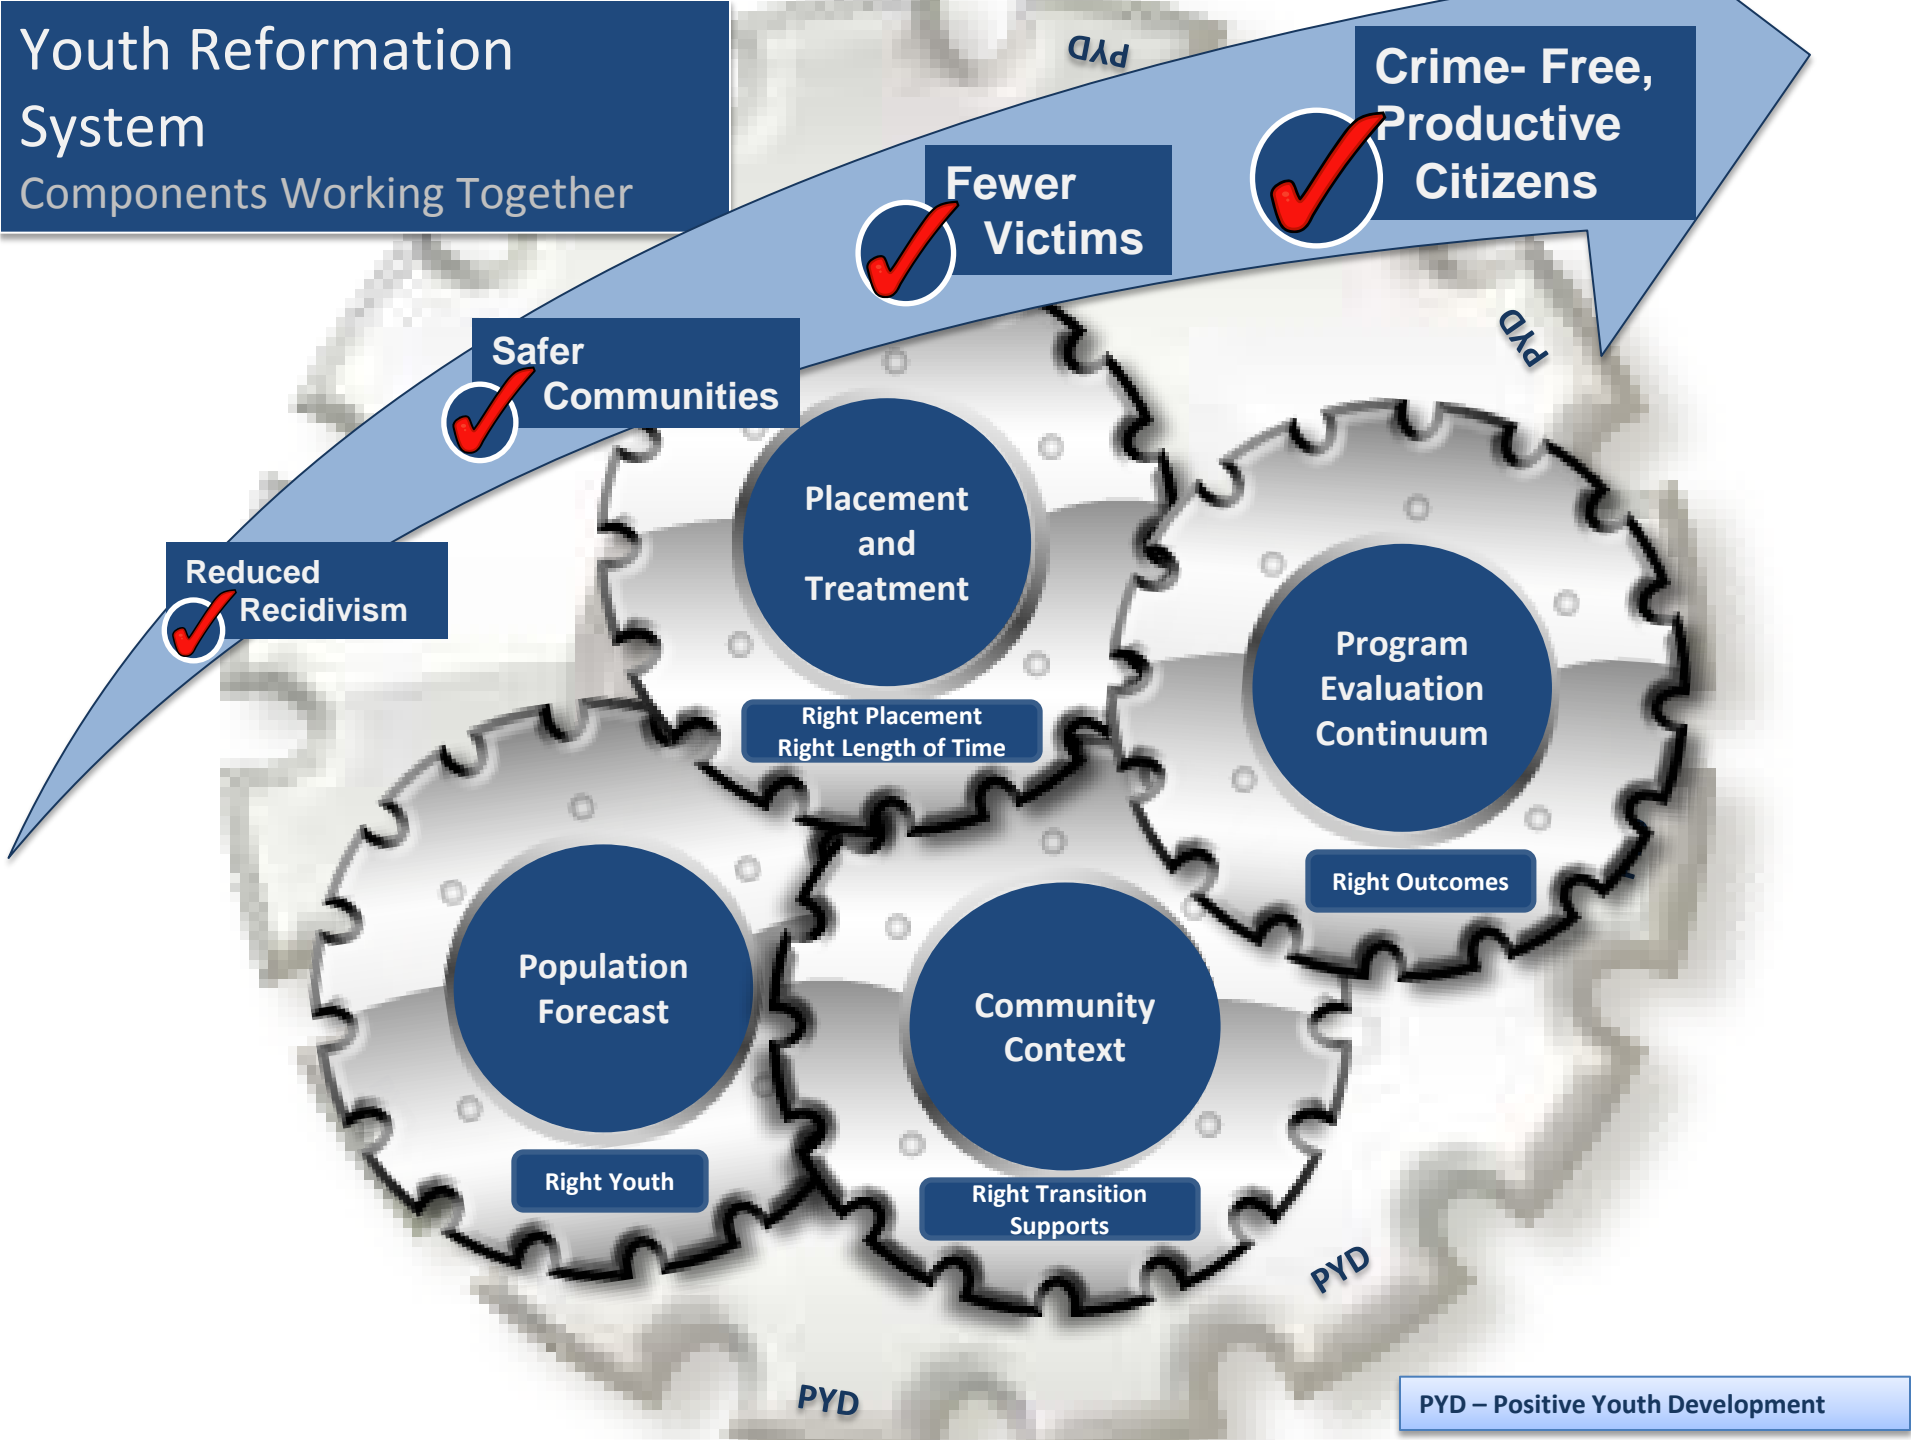 Youth Reformation
System
Components Working Together
PYD
Crime- Free,
Productive
Citizens
Fewer
Victims
PYD
Safer
Communities
Reduced
Recidivism
Placement
and
Treatment
Right Placement
Right Length of Time
Program
Evaluation
Continuum
Right Outcomes
Population
Forecast
Right Youth
Community
Context
Right Transition
Supports
PYD
PYD
PYD – Positive Youth Development